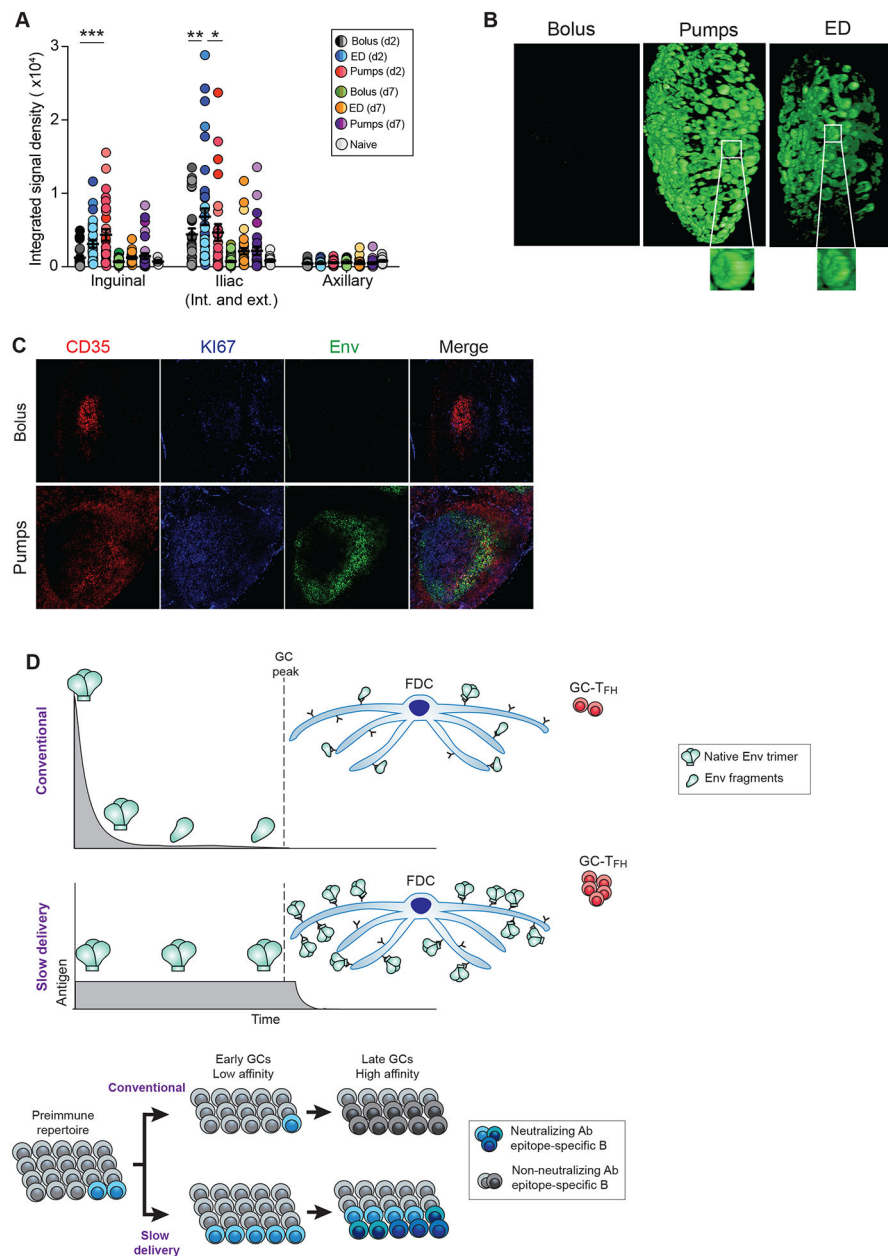 A
***
** *
Integrated signal density ( x10⁴)
3
2
1
0
Inguinal
Iliac
(Int. and ext.)
Axillary
Bolus (d2)
ED (d2)
Pumps (d2)
Bolus (d7)
ED (d7)
Pumps (d7)
Naive
B
Bolus
Pumps
ED
C
CD35
KI67
Env
Merge
Bolus
Pumps
D
Conventional
GC
peak
FDC
GC-TFH
Native Env trimer
Env fragments
Slow delivery
Antigen
Time
FDC
GC-TFH
Preimmune
repertoire
Conventional
Early GCs
Low affinity
Late GCs
High affinity
Slow
delivery
Neutralizing Ab
epitope-specific B
Non-neutralizing Ab
epitope-specific B